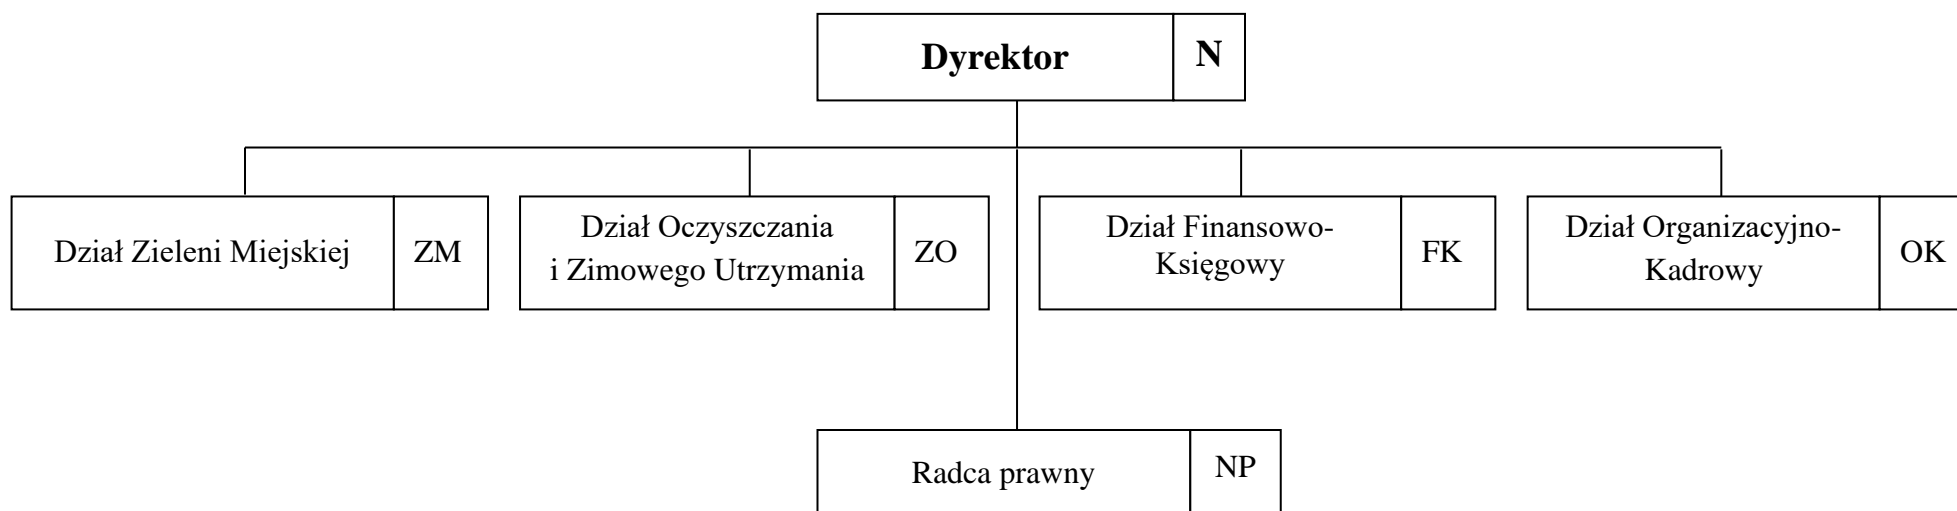 Dyrektor
N
Dział Zieleni Miejskiej
ZM
Dział Oczyszczania
i Zimowego Utrzymania
ZO
Dział Finansowo-
Księgowy
FK
Dział Organizacyjno-
Kadrowy
OK
Radca prawny
NP